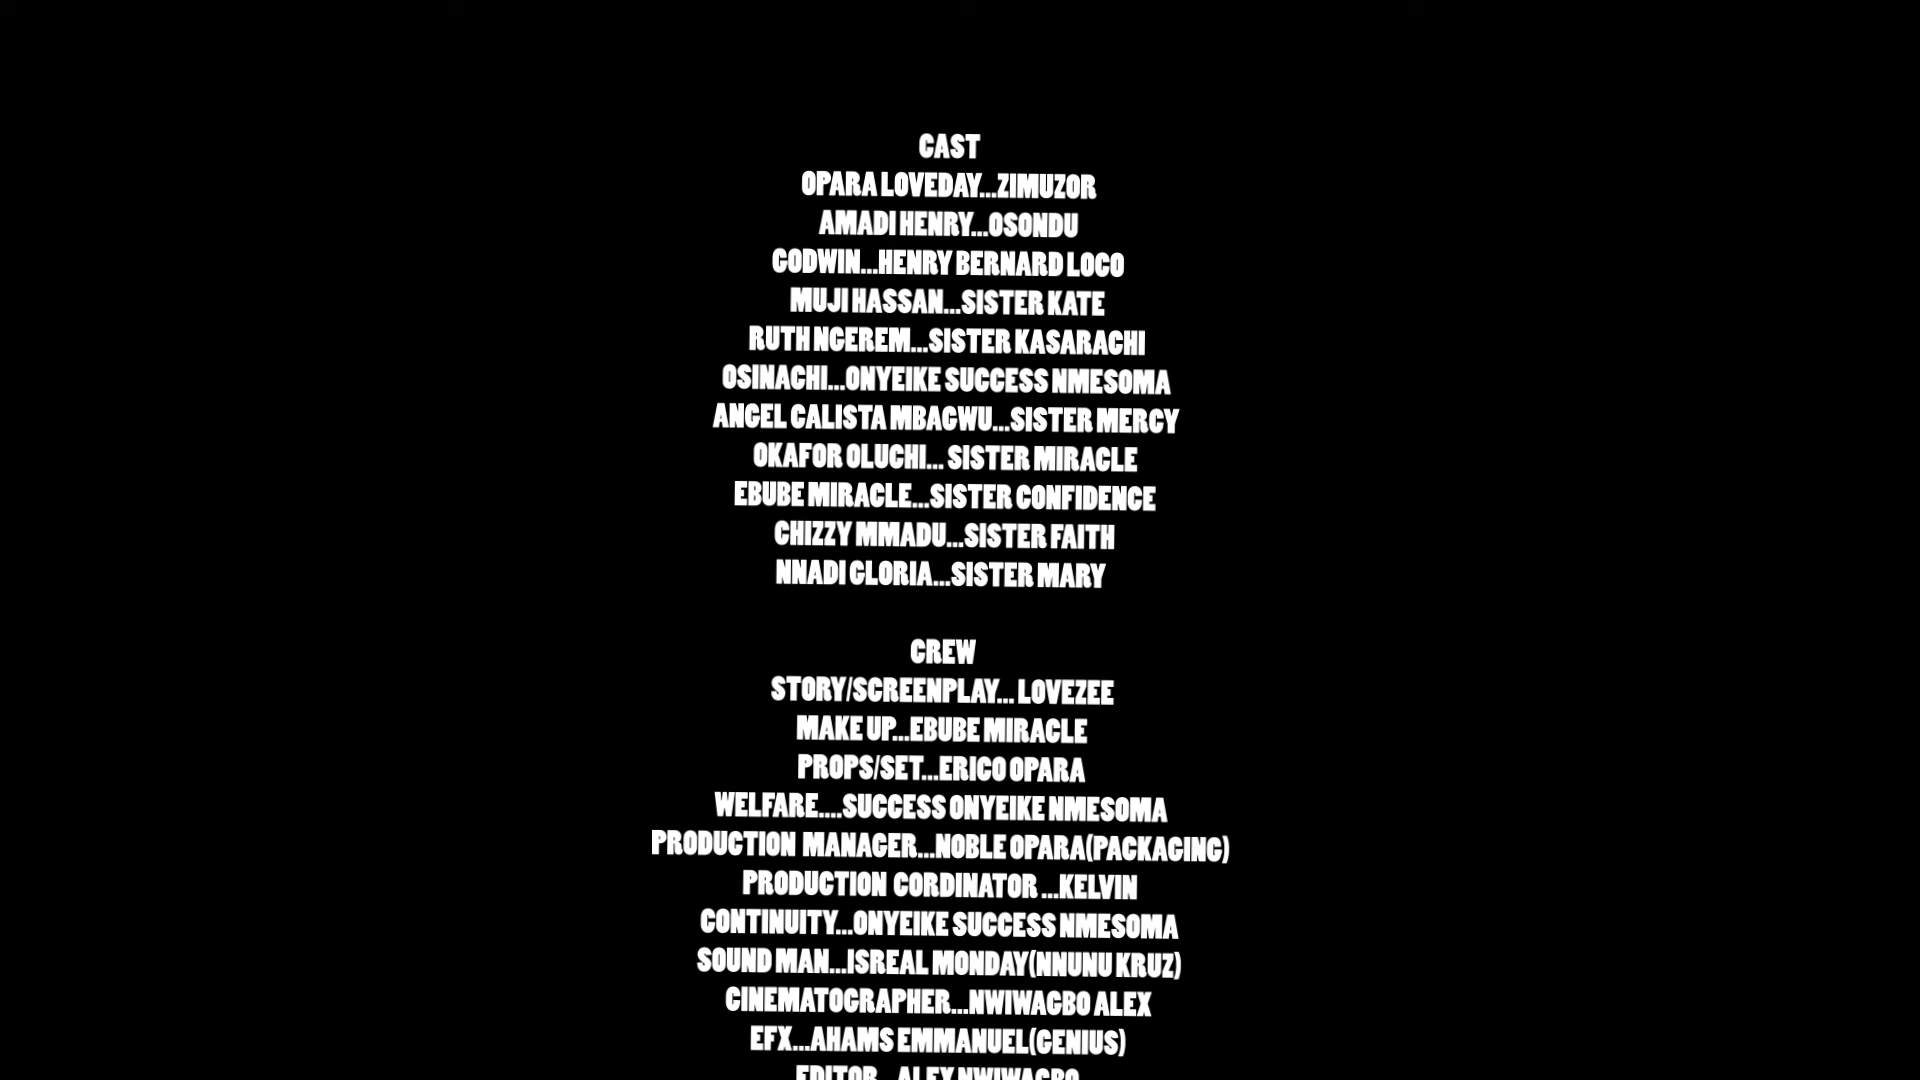 CAST
OPARA LOVEDAY...ZIMUZOR
AMADI HENRY...OSONDU
GODWIN...HENRY BERNARD LOCO
MUJI HASSAN...SISTER KATE
RUTH NGEREM...SISTER KASARACHI
OSINACHI...ONYEIKE SUCCESS NMESOMA
ANGEL CALISTA MBAGWU...SISTER MERCY
OKAFOR OLUCHI... SISTER MIRACLE
EBUBE MIRACLE...SISTER CONFIDENCE
CHIZZY MMADU...SISTER FAITH
NNADI GLORIA...SISTER MARY
CREW
STORY/SCREENPLAY... LOVEZEE
MAKE UP...EBUBE MIRACLE
PROPS/SET...ERICO OPARA
WELFARE....SUCCESS ONYEIKE NMESOMA
PRODUCTION MANAGER...NOBLE OPARA(PACKAGING)
PRODUCTION CORDINATOR ...KELVIN
CONTINUITY...ONYEIKE SUCCESS NMESOMA
SOUND MAN...ISREAL MONDAY(NNUNU KRUZ)
CINEMATOGRAPHER...NWIWAGBO ALEX
EFX...AHAMS EMMANUEL(GENIUS)
EDITOR...ALEX NWIWAGBO